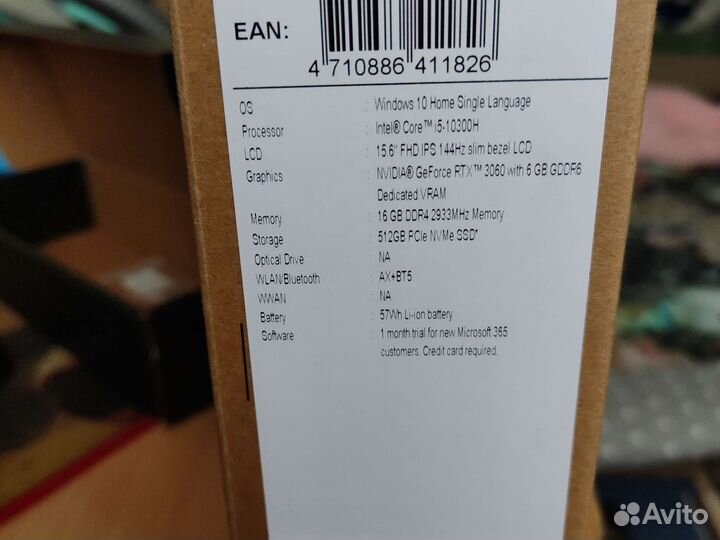 EAN:
4 710886 411826
OS : Windows 10 Home Single Language
Processor : Intel® Core™ i5-10300H
LCD : 15.6" FHD IPS 144Hz slim bezel LCD
Graphics : NVIDIA® GeForce RTX™ 3060 with 6 GB GDDR6
Dedicated VRAM
Memory : 16 GB DDR4 2933MHz Memory
Storage : 512GB PCIe NVMe SSD*
Optical Drive : NA
WLAN/Bluetooth : AX+BT5
WWAN : NA
Battery : 57Wh Li-ion battery
Software : 1 month trial for new Microsoft 365
customers. Credit card required.
Avito